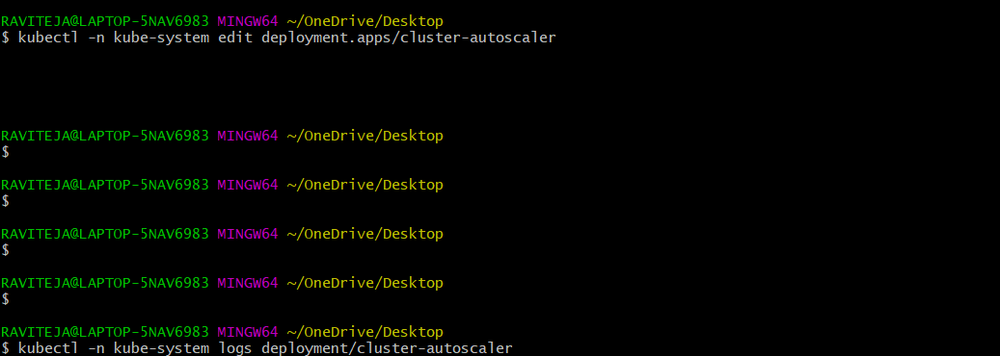 RAVITEJA@LAPTOP-5NAV6983 MINGW64 ~/OneDrive/Desktop
$ kubectl -n kube-system edit deployment.apps/cluster-autoscaler
RAVITEJA@LAPTOP-5NAV6983 MINGW64 ~/OneDrive/Desktop
$
RAVITEJA@LAPTOP-5NAV6983 MINGW64 ~/OneDrive/Desktop
$
RAVITEJA@LAPTOP-5NAV6983 MINGW64 ~/OneDrive/Desktop
$
RAVITEJA@LAPTOP-5NAV6983 MINGW64 ~/OneDrive/Desktop
$
RAVITEJA@LAPTOP-5NAV6983 MINGW64 ~/OneDrive/Desktop
$ kubectl -n kube-system logs deployment/cluster-autoscaler